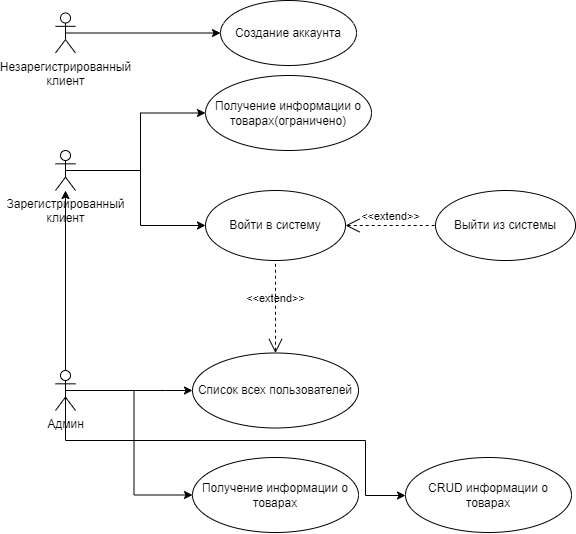 Создание аккаунта
Незарегистрированный
клиент
Получение информации о
товарах(ограничено)
Зарегистрированный
клиент
Войти в систему
<<extend>>
Выйти из системы
<<extend>>
Список всех пользователей
Админ
Получение информации о
товарах
CRUD информации о
товарах